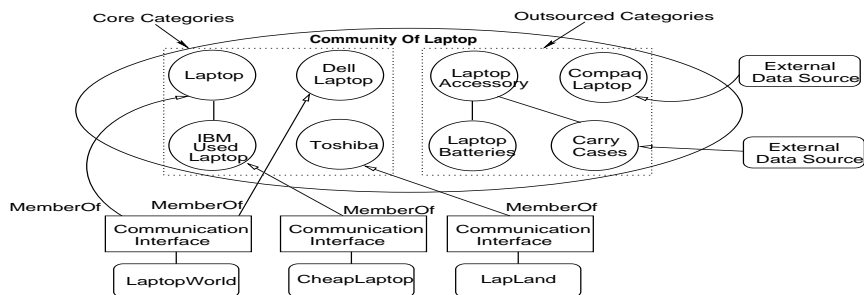 Core Categories
Outsourced Categories
Community Of Laptop
Laptop
Dell
Laptop
Laptop
Accessory
Compaq
Laptop
External
Data Source
IBM
Used
Laptop
Toshiba
Laptop
Batteries
Carry
Cases
External
Data Source
MemberOf
MemberOf
MemberOf
MemberOf
Communication
Interface
Communication
Interface
Communication
Interface
LaptopWorld
CheapLaptop
LapLand